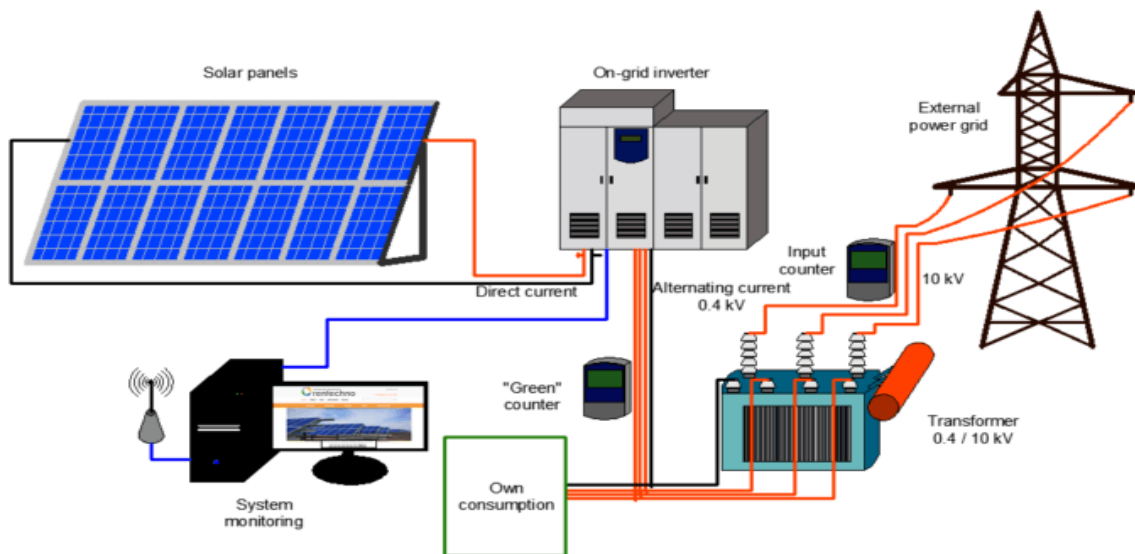 Solar panels
On-grid inverter
External
power grid
Input
counter
10 kV
Direct current
Alternating current
0.4 kV
"Green"
counter
rentechno
Transformer
0.4 / 10 kV
Own
consumption
System
monitoring